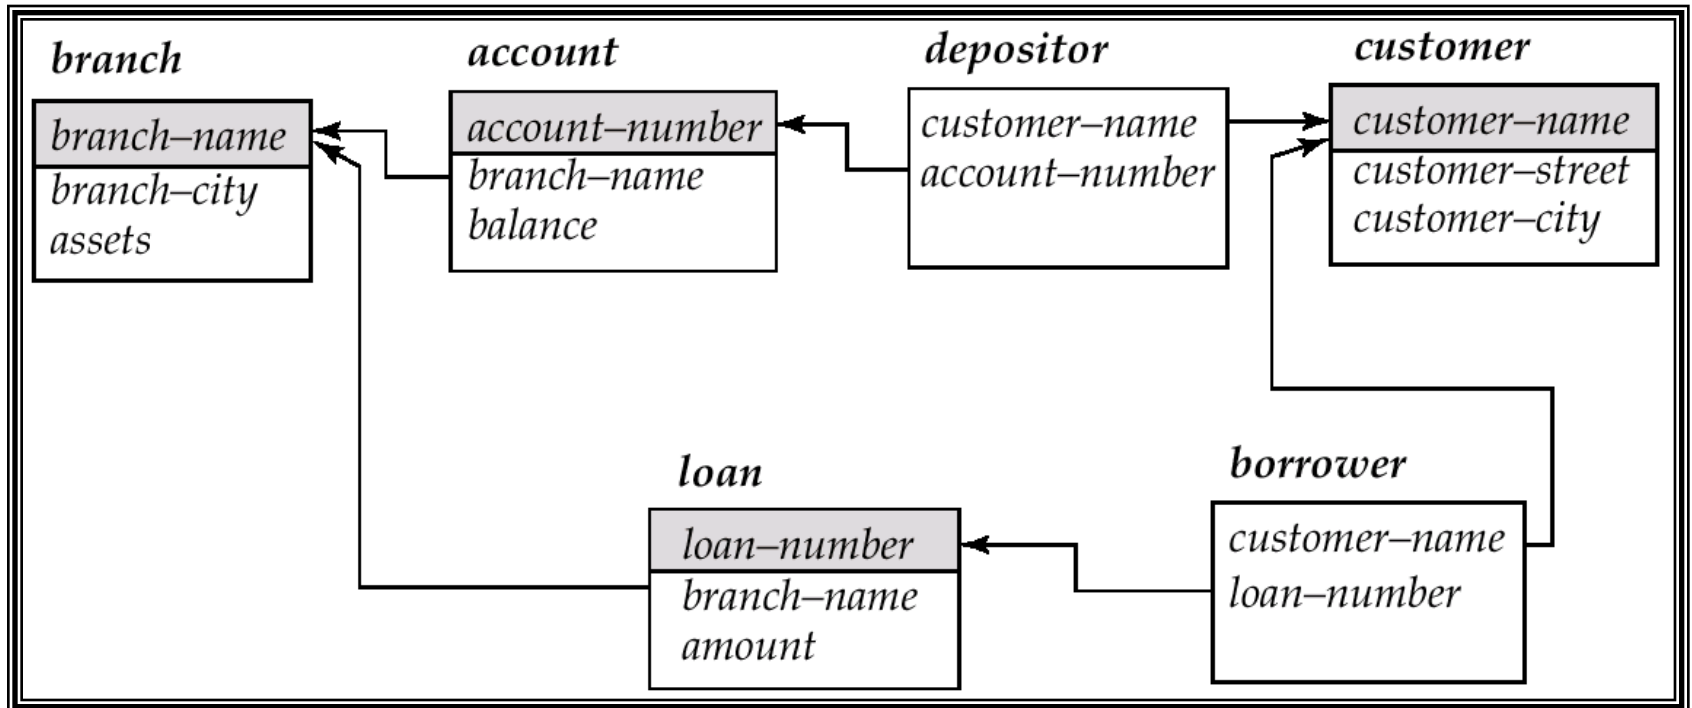 branch
branch–name
branch–city
assets
account
account–number
branch–name
balance
depositor
customer–name
account–number
customer
customer–name
customer–street
customer–city
loan
loan–number
branch–name
amount
borrower
customer–name
loan–number